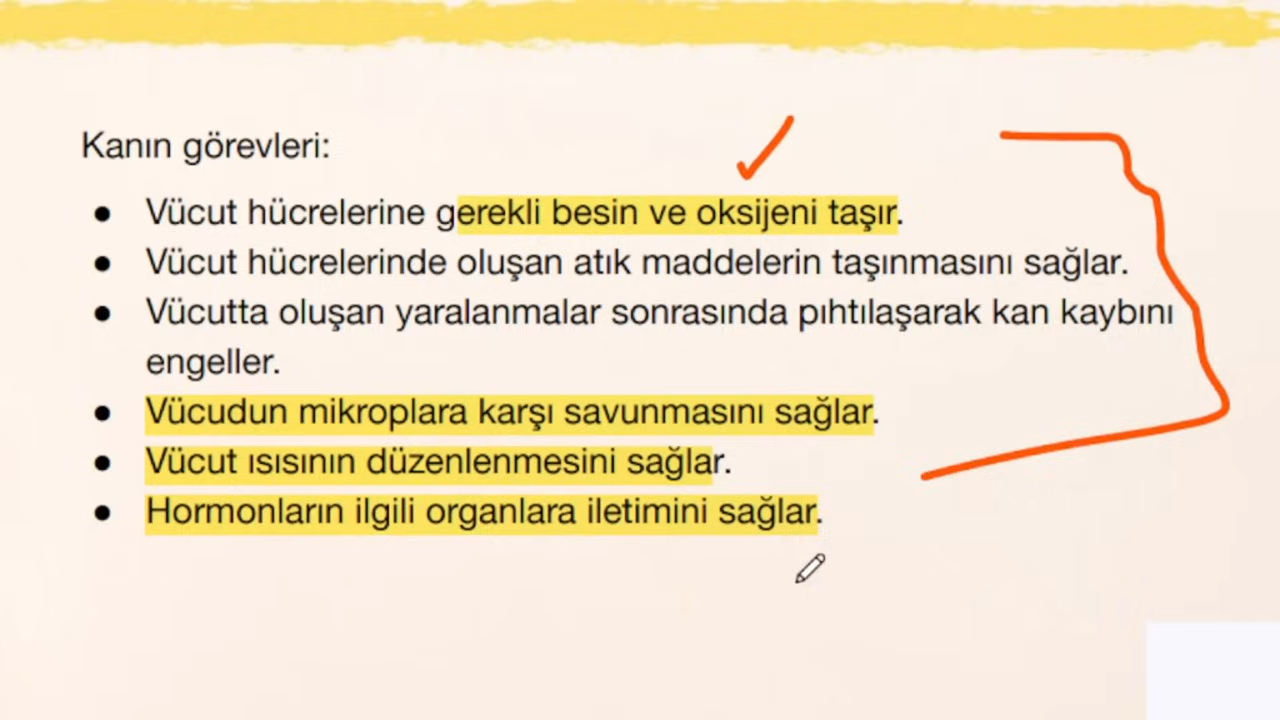 Kanın görevleri:
● Vücut hücrelerine gerekli besin ve oksijeni taşır.
● Vücut hücrelerinde oluşan atık maddelerin taşınmasını sağlar.
● Vücutta oluşan yaralanmalar sonrasında pıhtılaşarak kan kaybını
engeller.
● Vücudun mikroplara karşı savunmasını sağlar.
● Vücut ısısının düzenlenmesini sağlar.
● Hormonların ilgili organlara iletimini sağlar.